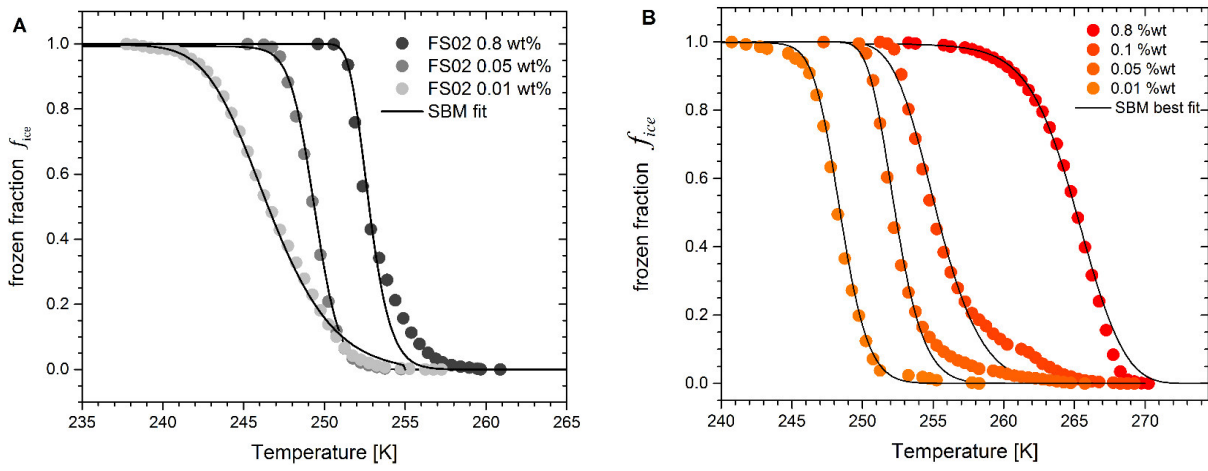 A
FS02 0.8 wt%
FS02 0.05 wt%
FS02 0.01 wt%
SBM fit
1.0
0.8
0.6
0.4
0.2
0.0
frozen fraction f_ice
235 240 245 250 255 260 265
Temperature [K]
B
0.8 %wt
0.1 %wt
0.05 %wt
0.01 %wt
SBM best fit
1.0
0.8
0.6
0.4
0.2
0.0
frozen fraction f_ice
240 245 250 255 260 265 270
Temperature [K]